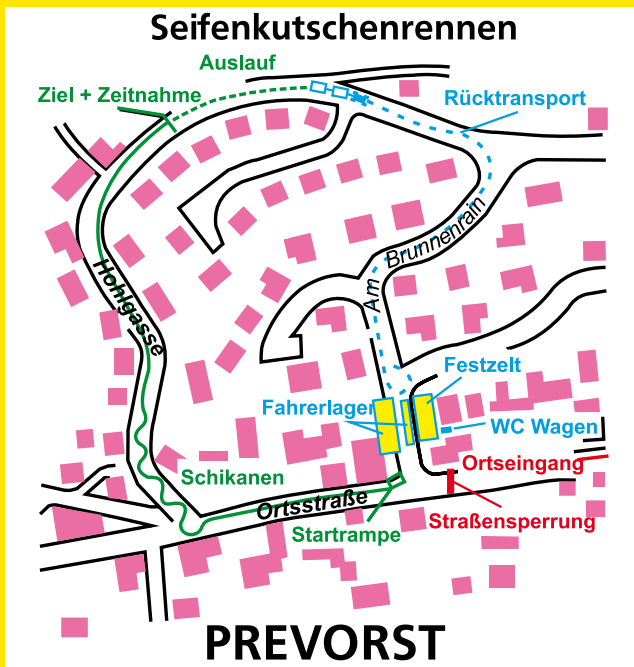 Seifenkutschenrennen
Auslauf
Ziel + Zeitnahme
Rücktransport
Am Brunnenrain
Hohlgasse
Festzelt
Fahrerlager
WC Wagen
Ortseingang
Schikanen
Ortsstraße
Straßensperrung
Startrampe
PREVORST